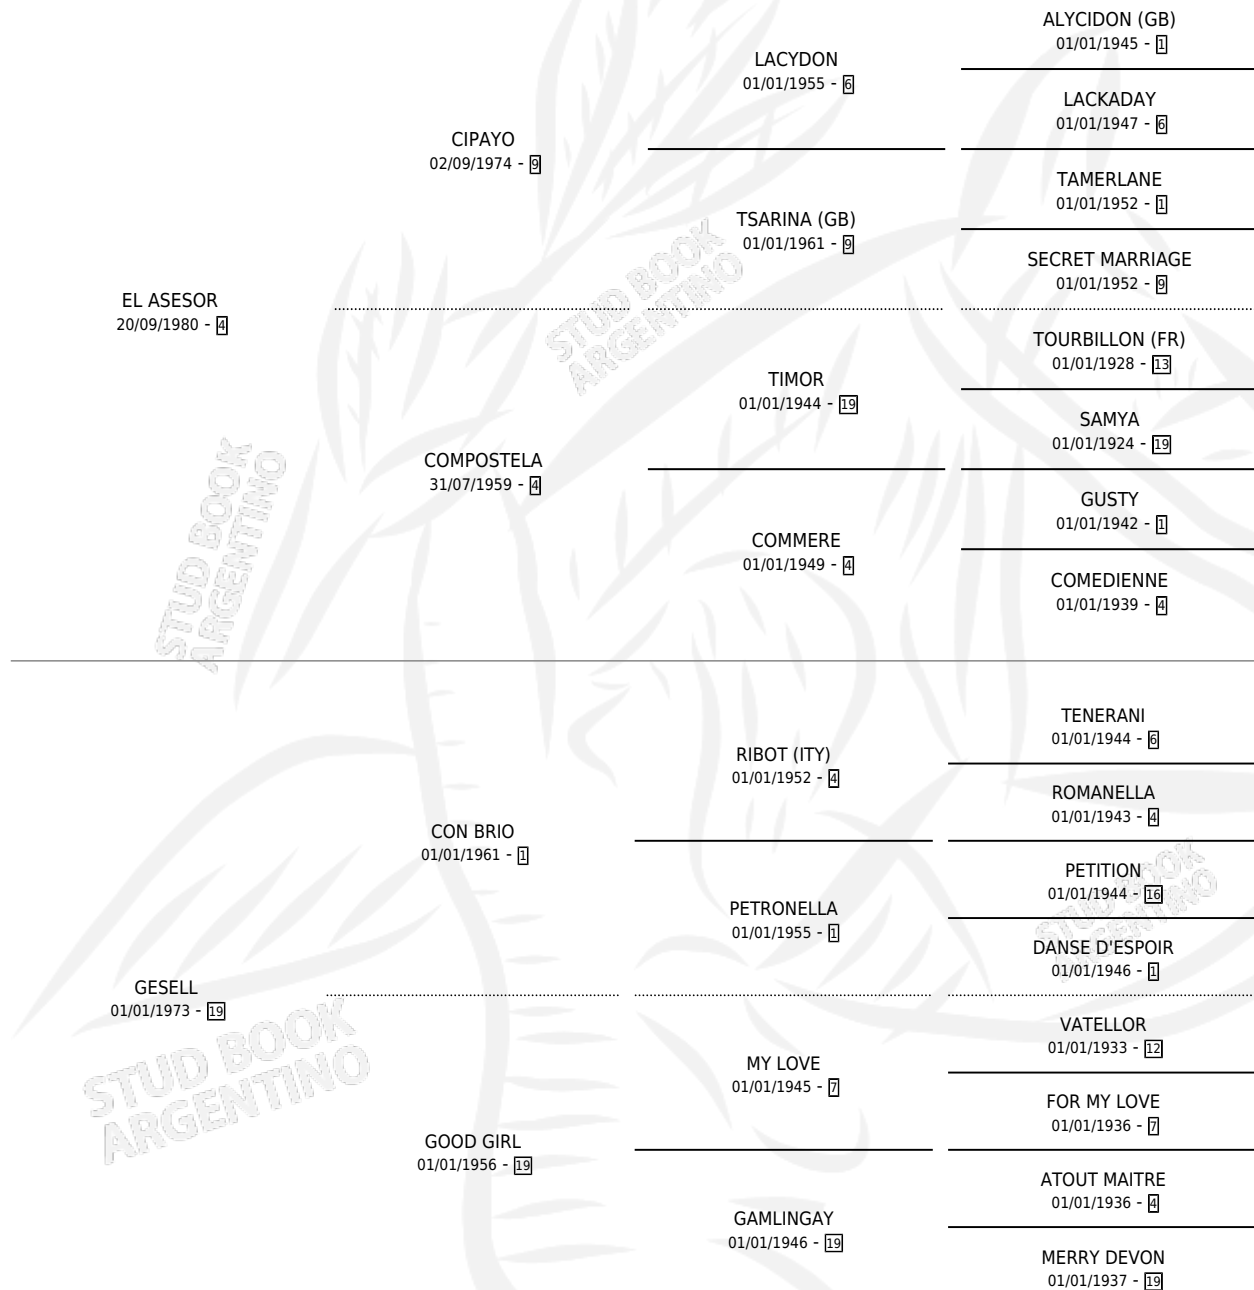 ALYCIDON (GB)
01/01/1945 - 1
LACYDON
01/01/1955 - 6
LACKADAY
01/01/1947 - 6
CIPAYO
02/09/1974 - 9
TAMERLANE
01/01/1952 - 1
TSARINA (GB)
01/01/1961 - 9
SECRET MARRIAGE
01/01/1952 - 9
EL ASESOR
20/09/1980 - 4
TOURBILLON (FR)
01/01/1928 - 13
TIMOR
01/01/1944 - 19
SAMYA
01/01/1924 - 19
COMPOSTELA
31/07/1959 - 4
GUSTY
01/01/1942 - 1
COMMERE
01/01/1949 - 4
COMEDIENNE
01/01/1939 - 4
TENERANI
01/01/1944 - 6
RIBOT (ITY)
01/01/1952 - 4
ROMANELLA
01/01/1943 - 4
CON BRIO
01/01/1961 - 1
PETITION
01/01/1944 - 16
PETRONELLA
01/01/1955 - 1
DANSE D'ESPOIR
01/01/1946 - 1
GESELL
01/01/1973 - 19
VATELLOR
01/01/1933 - 12
MY LOVE
01/01/1945 - 7
FOR MY LOVE
01/01/1936 - 7
GOOD GIRL
01/01/1956 - 19
ATOUT MAITRE
01/01/1936 - 4
GAMLINGAY
01/01/1946 - 19
MERRY DEVON
01/01/1937 - 19
STUD BOOK
ARGENTINO
STUD BOOK
ARGENTINO
STUD BOOK
ARGENTINO
STUD BOOK
ARGENTINO